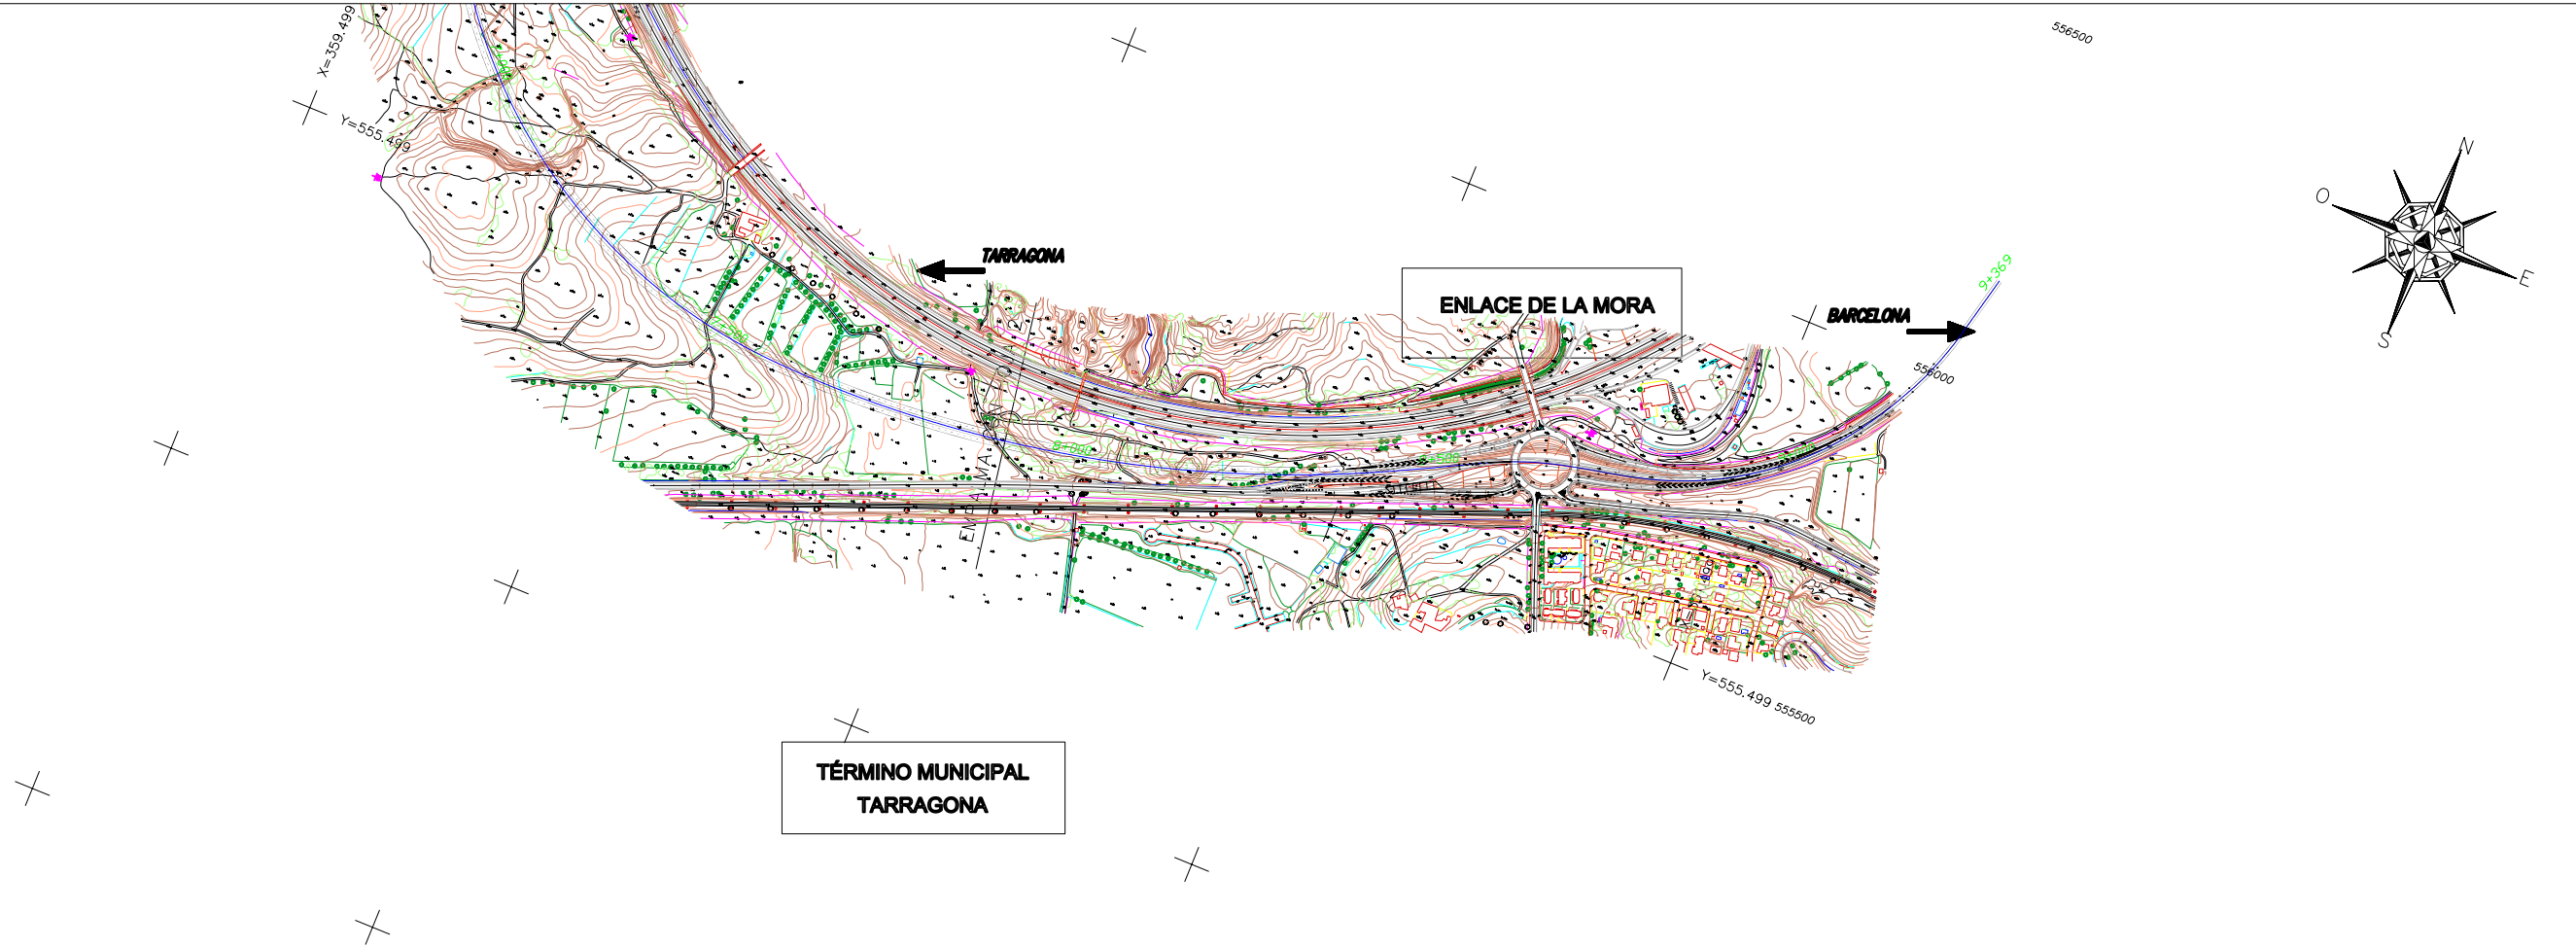 556500
X=359.499
Y=555.499
N
O
E
S
TARRAGONA
9+369
ENLACE DE LA MORA
BARCELONA
556000
Y=555.499 555500
TÉRMINO MUNICIPAL
TARRAGONA